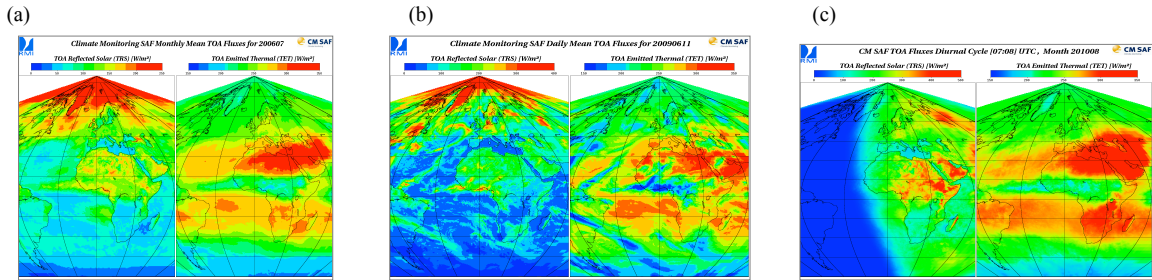 (a)
(b)
(c)
RMI
Climate Monitoring SAF Monthly Mean TOA Fluxes for 200607
CM SAF
TOA Reflected Solar (TRS) [W/m²]
TOA Emitted Thermal (TET) [W/m²]
RMI
Climate Monitoring SAF Daily Mean TOA Fluxes for 20090611
CM SAF
TOA Reflected Solar (TRS) [W/m²]
TOA Emitted Thermal (TET) [W/m²]
RMI
CM SAF TOA Fluxes Diurnal Cycle [07:08] UTC , Month 201008
CM SAF
TOA Reflected Solar (TRS) [W/m²]
TOA Emitted Thermal (TET) [W/m²]